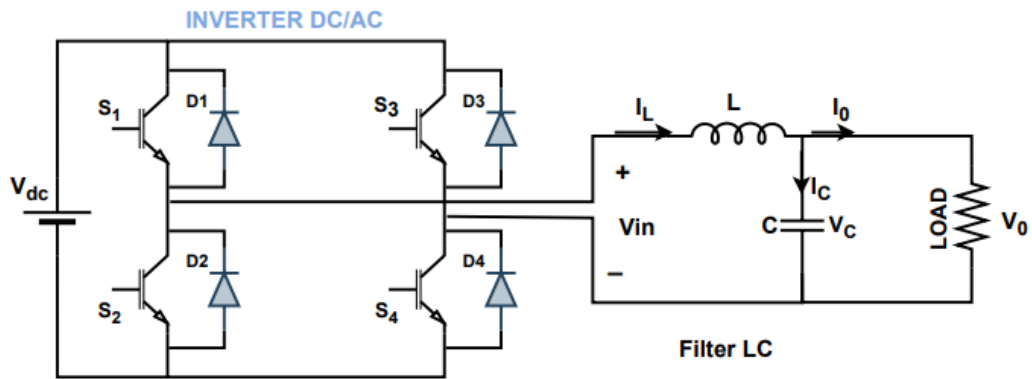 INVERTER DC/AC
S1
D1
S3
D3
IL
L
I0
Vdc
+
Vin
–
IC
C
VC
LOAD
V0
S2
D2
S4
D4
Filter LC